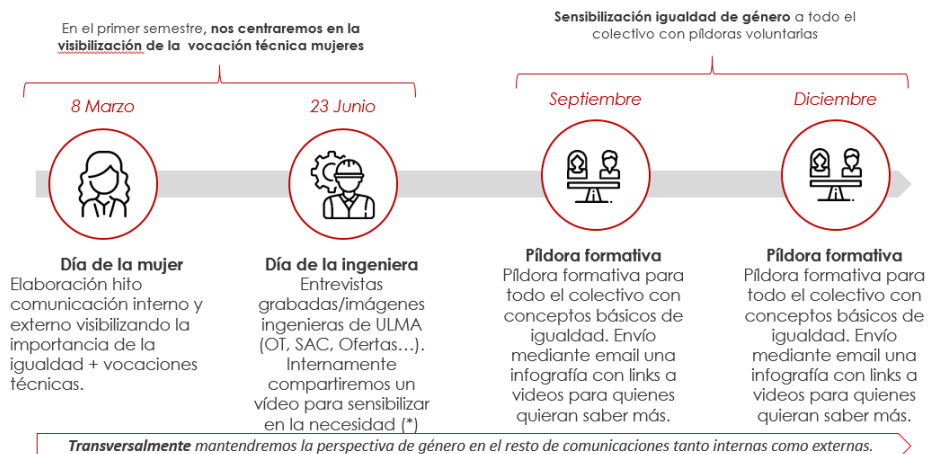 En el primer semestre, nos centraremos en la
visibilización de la vocación técnica mujeres
Sensibilización igualdad de género a todo el
colectivo con píldoras voluntarias
8 Marzo
23 Junio
Septiembre
Diciembre
Día de la mujer
Elaboración hito
comunicación interno y
externo visibilizando la
importancia de la
igualdad + vocaciones
técnicas.
Día de la ingeniera
Entrevistas
grabadas/imágenes
ingenieras de ULMA
(OT, SAC, Ofertas...).
Internamente
compartiremos un
vídeo para sensibilizar
en la necesidad (*)
Píldora formativa
Píldora formativa para
todo el colectivo con
conceptos básicos de
igualdad. Envío
mediante email una
infografía con links a
videos para quienes
quieran saber más.
Píldora formativa
Píldora formativa para
todo el colectivo con
conceptos básicos de
igualdad. Envío
mediante email una
infografía con links a
videos para quienes
quieran saber más.
Transversalmente mantendremos la perspectiva de género en el resto de comunicaciones tanto internas como externas.